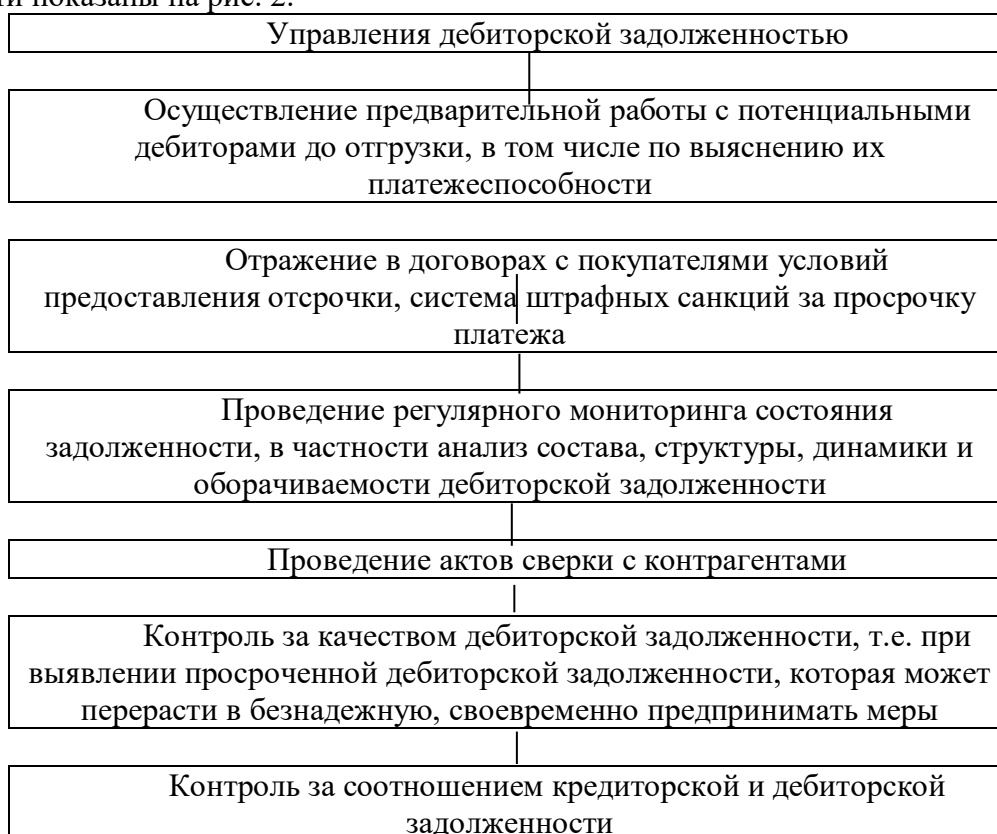 ти показаны на рис. 2.
Управления дебиторской задолженностью
Осуществление предварительной работы с потенциальными
дебиторами до отгрузки, в том числе по выяснению их
платежеспособности
Отражение в договорах с покупателями условий
предоставления отсрочки, система штрафных санкций за просрочку
платежа
Проведение регулярного мониторинга состояния
задолженности, в частности анализ состава, структуры, динамики и
оборачиваемости дебиторской задолженности
Проведение актов сверки с контрагентами
Контроль за качеством дебиторской задолженности, т.е. при
выявлении просроченной дебиторской задолженности, которая может
перерасти в безнадежную, своевременно предпринимать меры
Контроль за соотношением кредиторской и дебиторской
задолженности